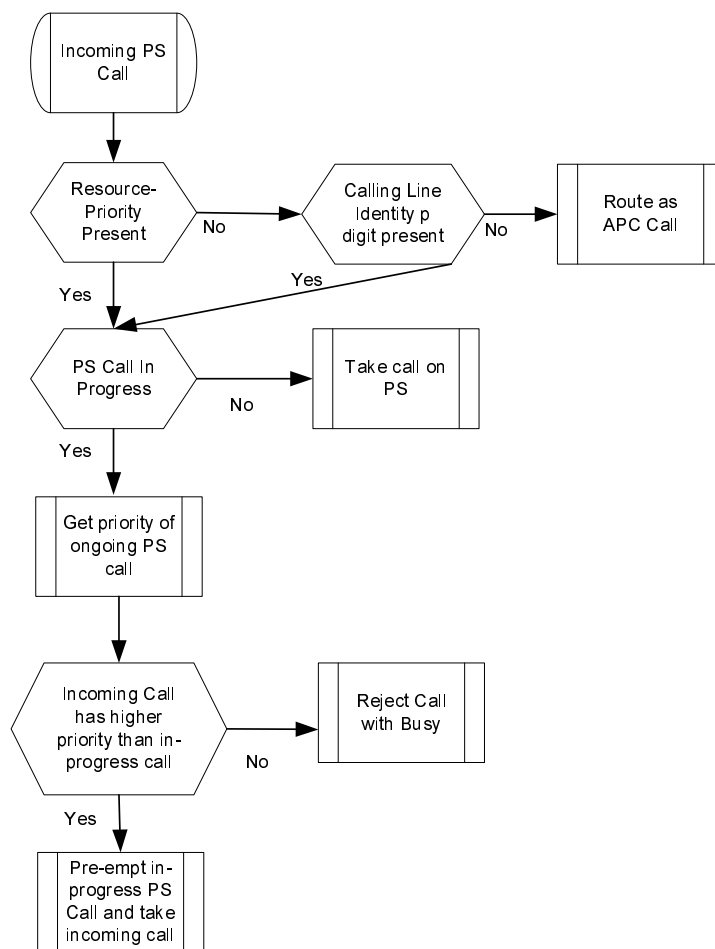 Incoming PS
Call
Resource-
Priority
Present
No
Calling Line
Identity p
digit present
No
Route as
APC Call
Yes
Yes
PS Call In
Progress
No
Take call on
PS
Yes
Get priority of
ongoing PS
call
Incoming Call
has higher
priority than in-
progress call
No
Reject Call
with Busy
Yes
Pre-empt in-
progress PS
Call and take
incoming call